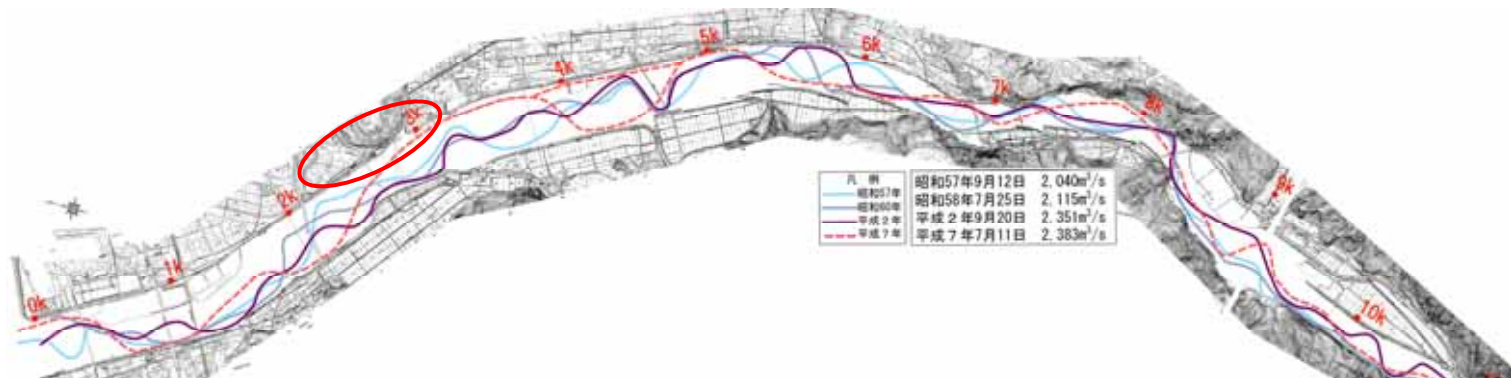 0k
1k
2k
3k
4k
5k
6k
7k
8k
9k
10k
凡 例
昭和57年
昭和60年
平成2年
平成7年
昭和57年9月12日 2,040m³/s
昭和58年7月25日 2,115m³/s
平成2年9月20日 2,351m³/s
平成7年7月11日 2,383m³/s